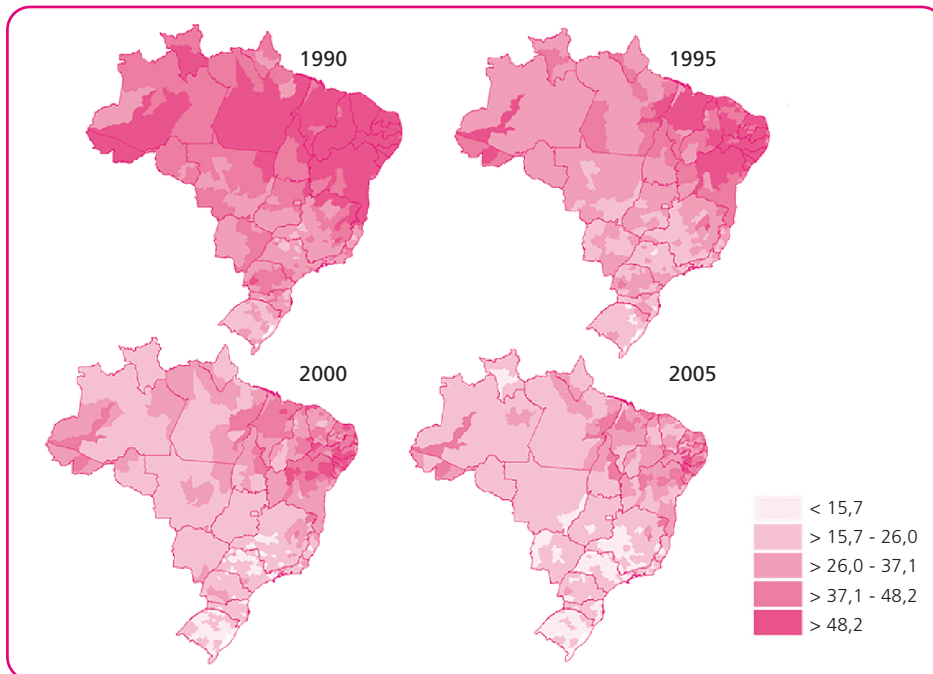 1990
1995
2000
2005
< 15,7
> 15,7 - 26,0
> 26,0 - 37,1
> 37,1 - 48,2
> 48,2